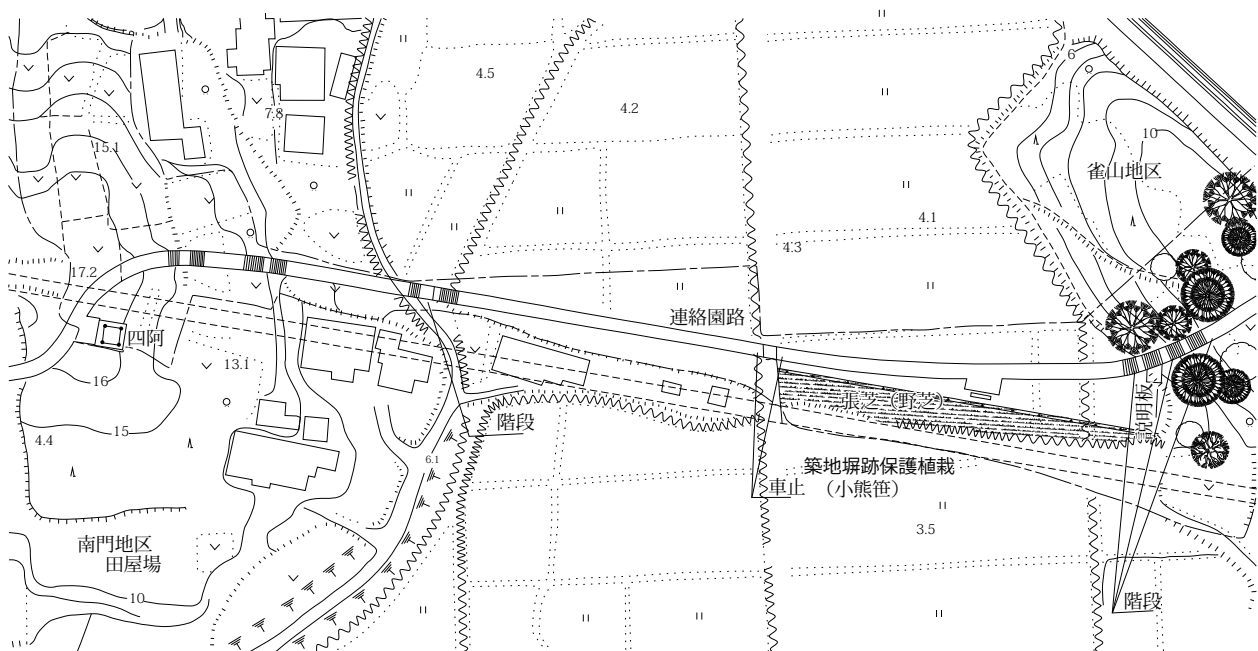 4.5
6
7.8
4.2
15.1
10
雀山地区
4.1
4.3
17.2
連絡園路
四阿
13.1
16
張芝（野芝）
説明板
15
4.4
階段
6.1
築地塀跡保護植栽
（小熊笹）
車止
3.5
南門地区
田屋場
10
階段